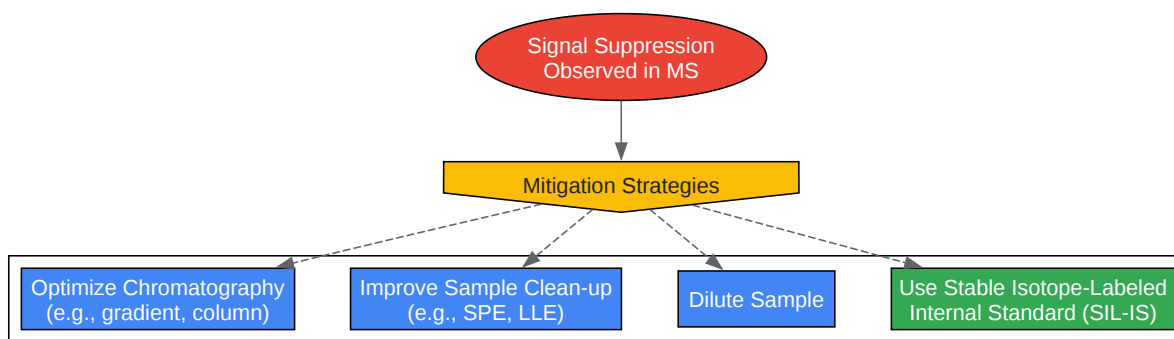 Signal Suppression
Observed in MS
Mitigation Strategies
Optimize Chromatography
(e.g., gradient, column)
Improve Sample Clean-up
(e.g., SPE, LLE)
Dilute Sample
Use Stable Isotope-Labeled
Internal Standard (SIL-IS)